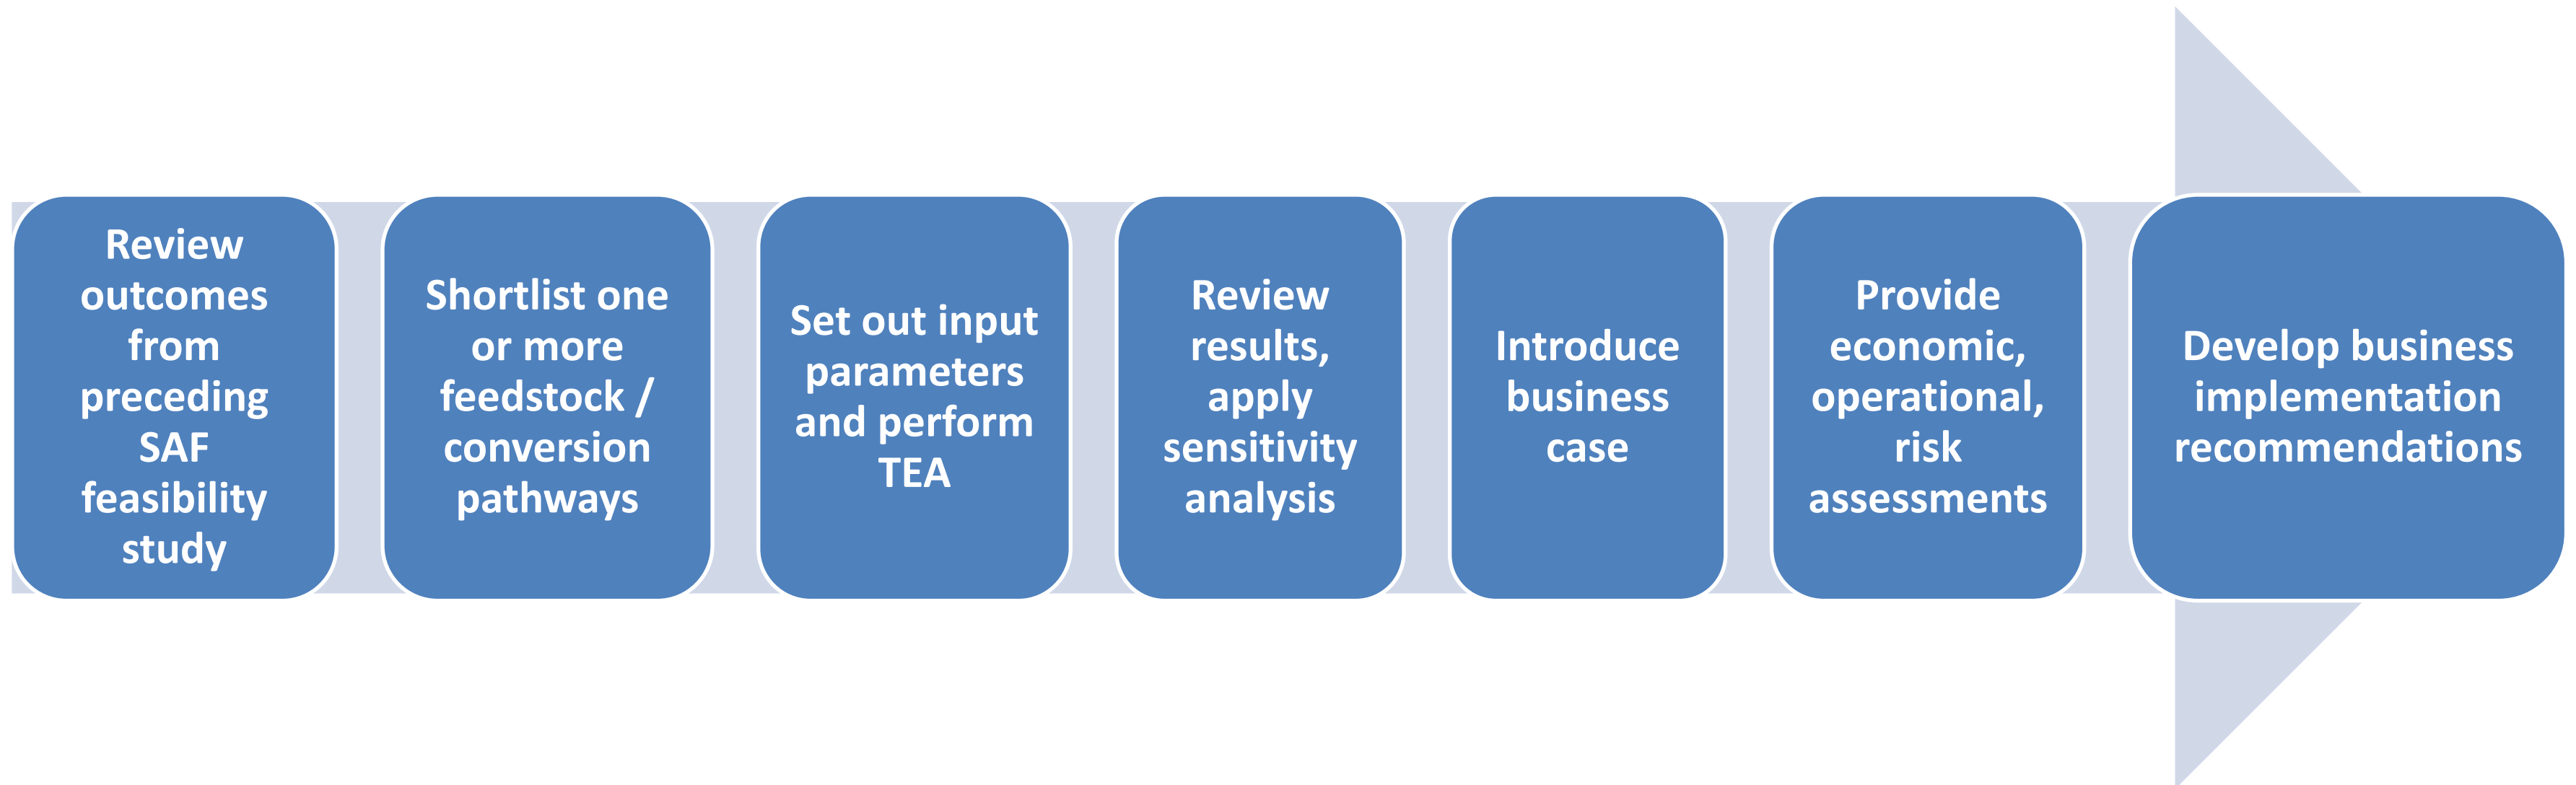 Review
outcomes
from
preceding
SAF
feasibility
study
Shortlist one
or more
feedstock /
conversion
pathways
Set out input
parameters
and perform
TEA
Review
results,
apply
sensitivity
analysis
Introduce
business
case
Provide
economic,
operational,
risk
assessments
Develop business
implementation
recommendations